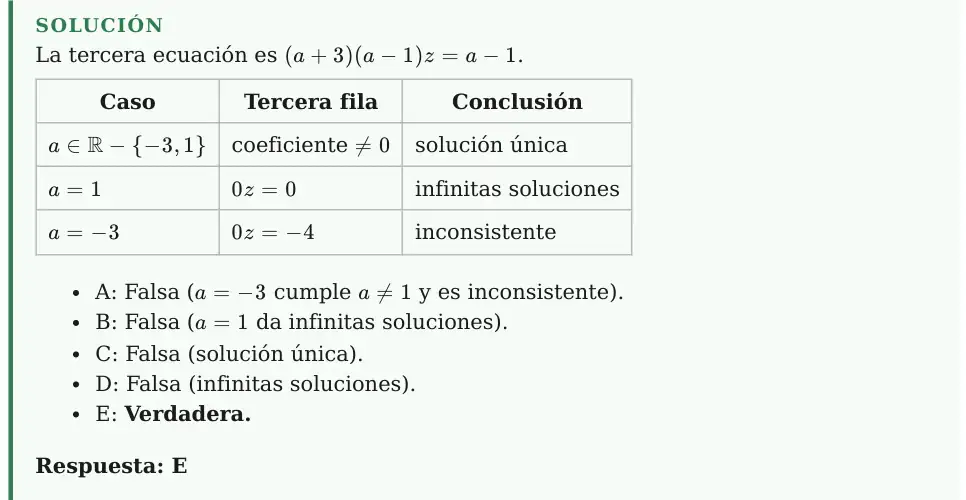 SOLUCIÓN
La tercera ecuación es (a + 3)(a − 1)z = a − 1.
Caso Tercera fila Conclusión
a ∈ ℝ − {−3, 1} coeficiente ≠ 0 solución única
a = 1 0z = 0 infinitas soluciones
a = −3 0z = −4 inconsistente
• A: Falsa (a = −3 cumple a ≠ 1 y es inconsistente).
• B: Falsa (a = 1 da infinitas soluciones).
• C: Falsa (solución única).
• D: Falsa (infinitas soluciones).
• E: Verdadera.
Respuesta: E